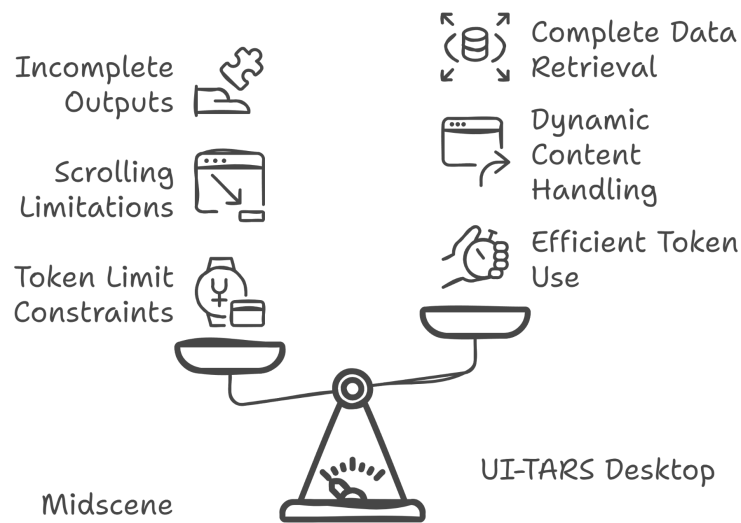 Incomplete
Outputs
Scrolling
Limitations
Token Limit
Constraints
Midscene
Complete Data
Retrieval
Dynamic
Content
Handling
Efficient Token
Use
UI-TARS Desktop